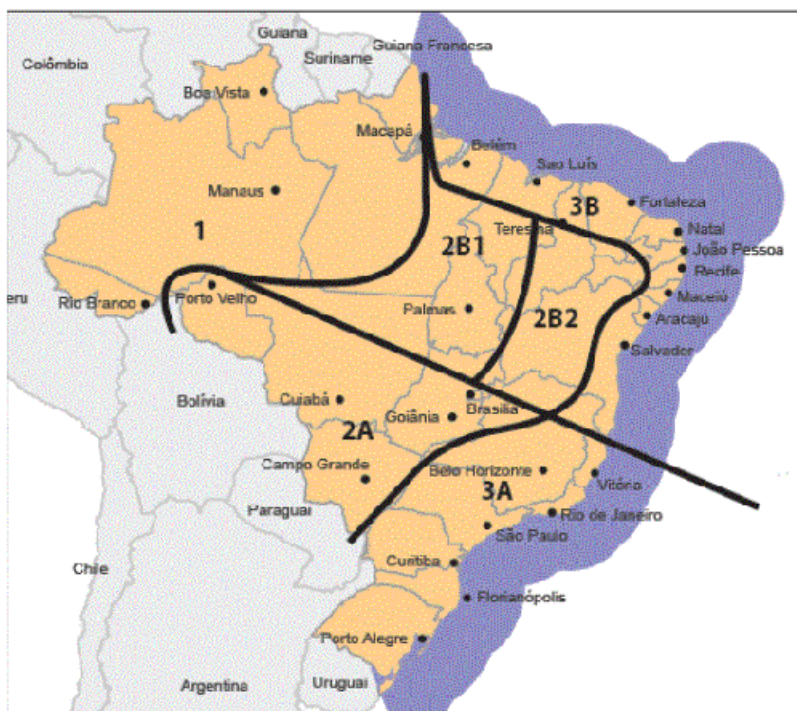 Guiana
Colômbia
Guiana Francesa
Suriname
Boa Vista
Macapá
Belém
São Luís
Manaus
3B
Fortaleza
1
Teresina
Natal
2B1
João Pessoa
Recife
Porto Velho
Rio Branco
eru
Palmas
2B2
Maceió
Aracajú
Salvador
Bolívia
Cuiabá
Goiânia
Brasília
2A
Campo Grande
Belo Horizonte
Vitória
3A
Paraguai
Rio de Janeiro
São Paulo
Chile
Curitiba
Florianópolis
Porto Alegre
Argentina
Uruguai